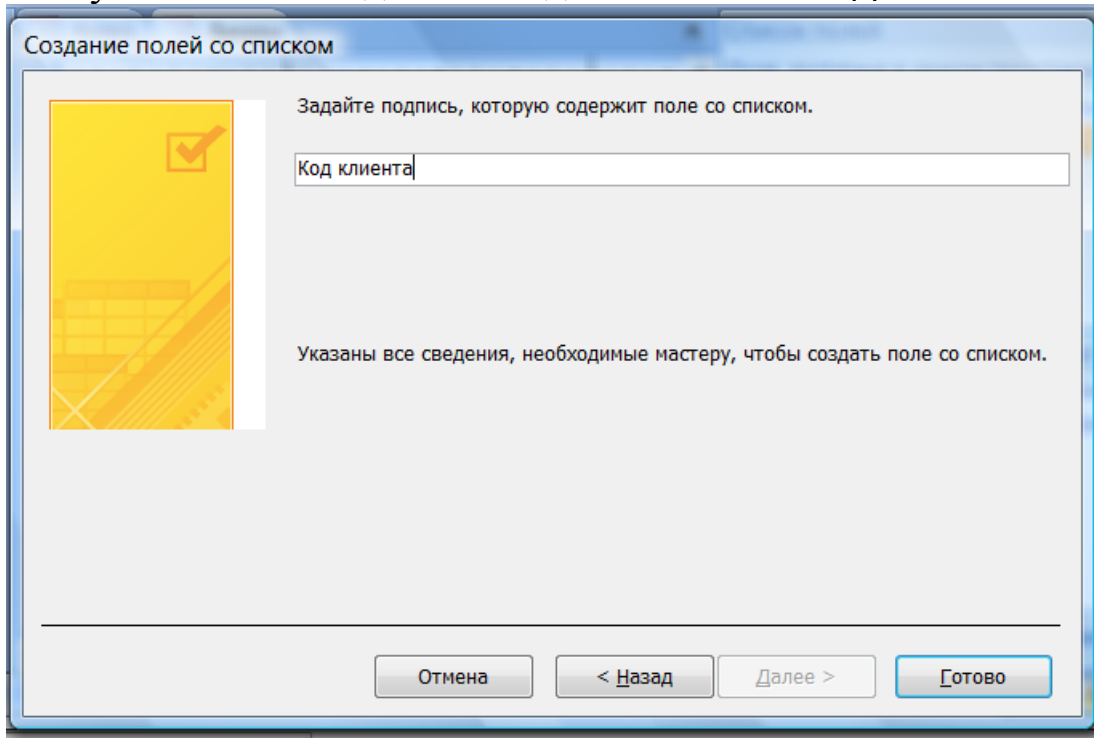 Создание полей со списком
Задайте подпись, которую содержит поле со списком.
Код клиента
Указаны все сведения, необходимые мастеру, чтобы создать поле со списком.
Отмена
< Назад
Далее >
Готово